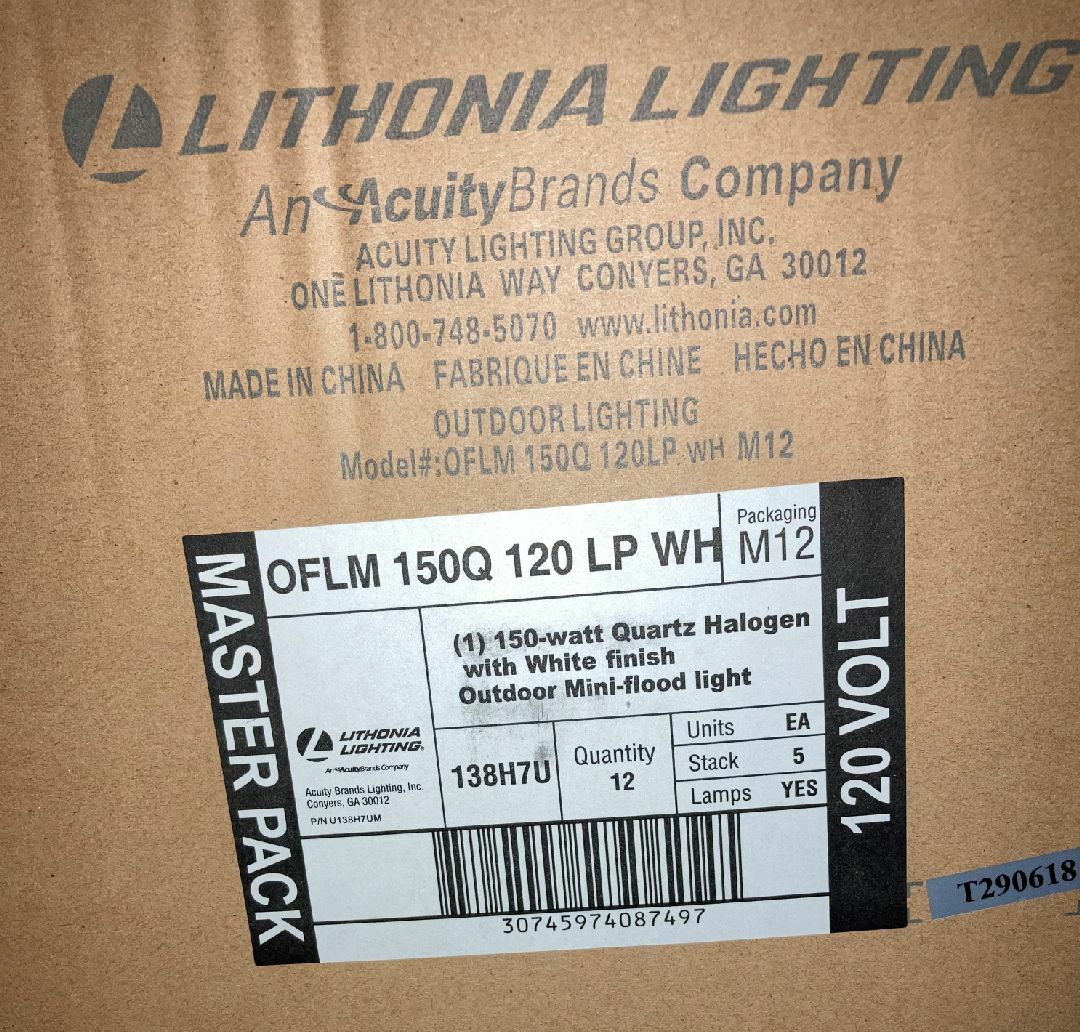 LITHONIA LIGHTING
An AcuityBrands Company
ACUITY LIGHTING GROUP, INC.
ONE LITHONIA WAY CONYERS, GA 30012
1-800-748-5070 www.lithonia.com
MADE IN CHINA FABRIQUE EN CHINE HECHO EN CHINA
OUTDOOR LIGHTING
Model#:OFLM 150Q 120LP WH M12
MASTER PACK
OFLM 150Q 120 LP WH
Packaging
M12
120 VOLT
(1) 150-watt Quartz Halogen
with White finish
Outdoor Mini-flood light
LITHONIA
LIGHTING®
An AcuityBrands Company
Acuity Brands Lighting, Inc.
Conyers, GA 30012
P/N U138H7UM
138H7U
Quantity
12
Units EA
Stack 5
Lamps YES
30745974087497
T290618